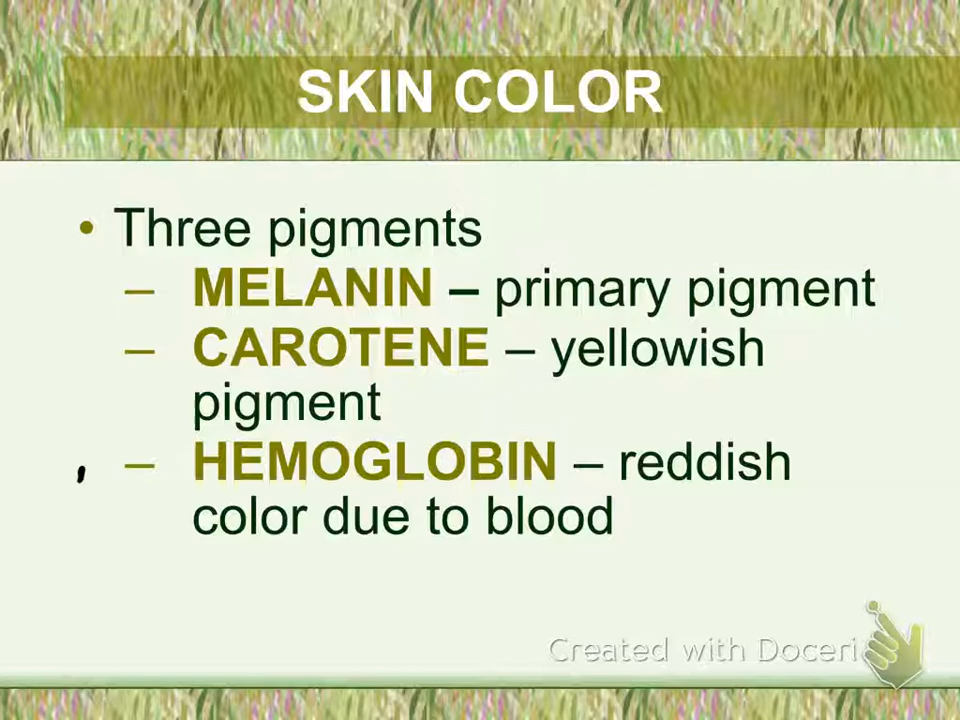 SKIN COLOR
• Three pigments
– MELANIN – primary pigment
– CAROTENE – yellowish
pigment
– HEMOGLOBIN – reddish
color due to blood
Created with Doceri